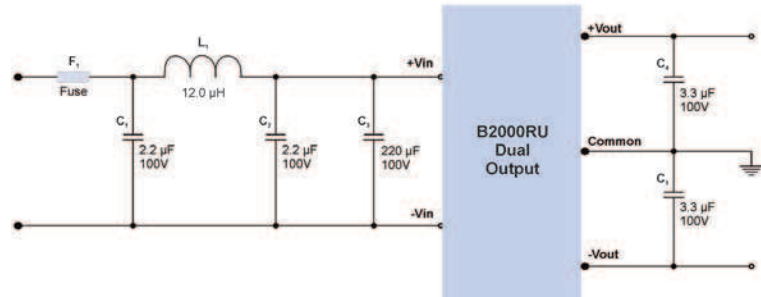 F₁
Fuse
L₁
12.0 µH
C₁
2.2 µF
100V
C₂
2.2 µF
100V
C₃
220 µF
100V
+Vin
-Vin
B2000RU
Dual
Output
+Vout
Common
-Vout
C₄
3.3 µF
100V
C₅
3.3 µF
100V